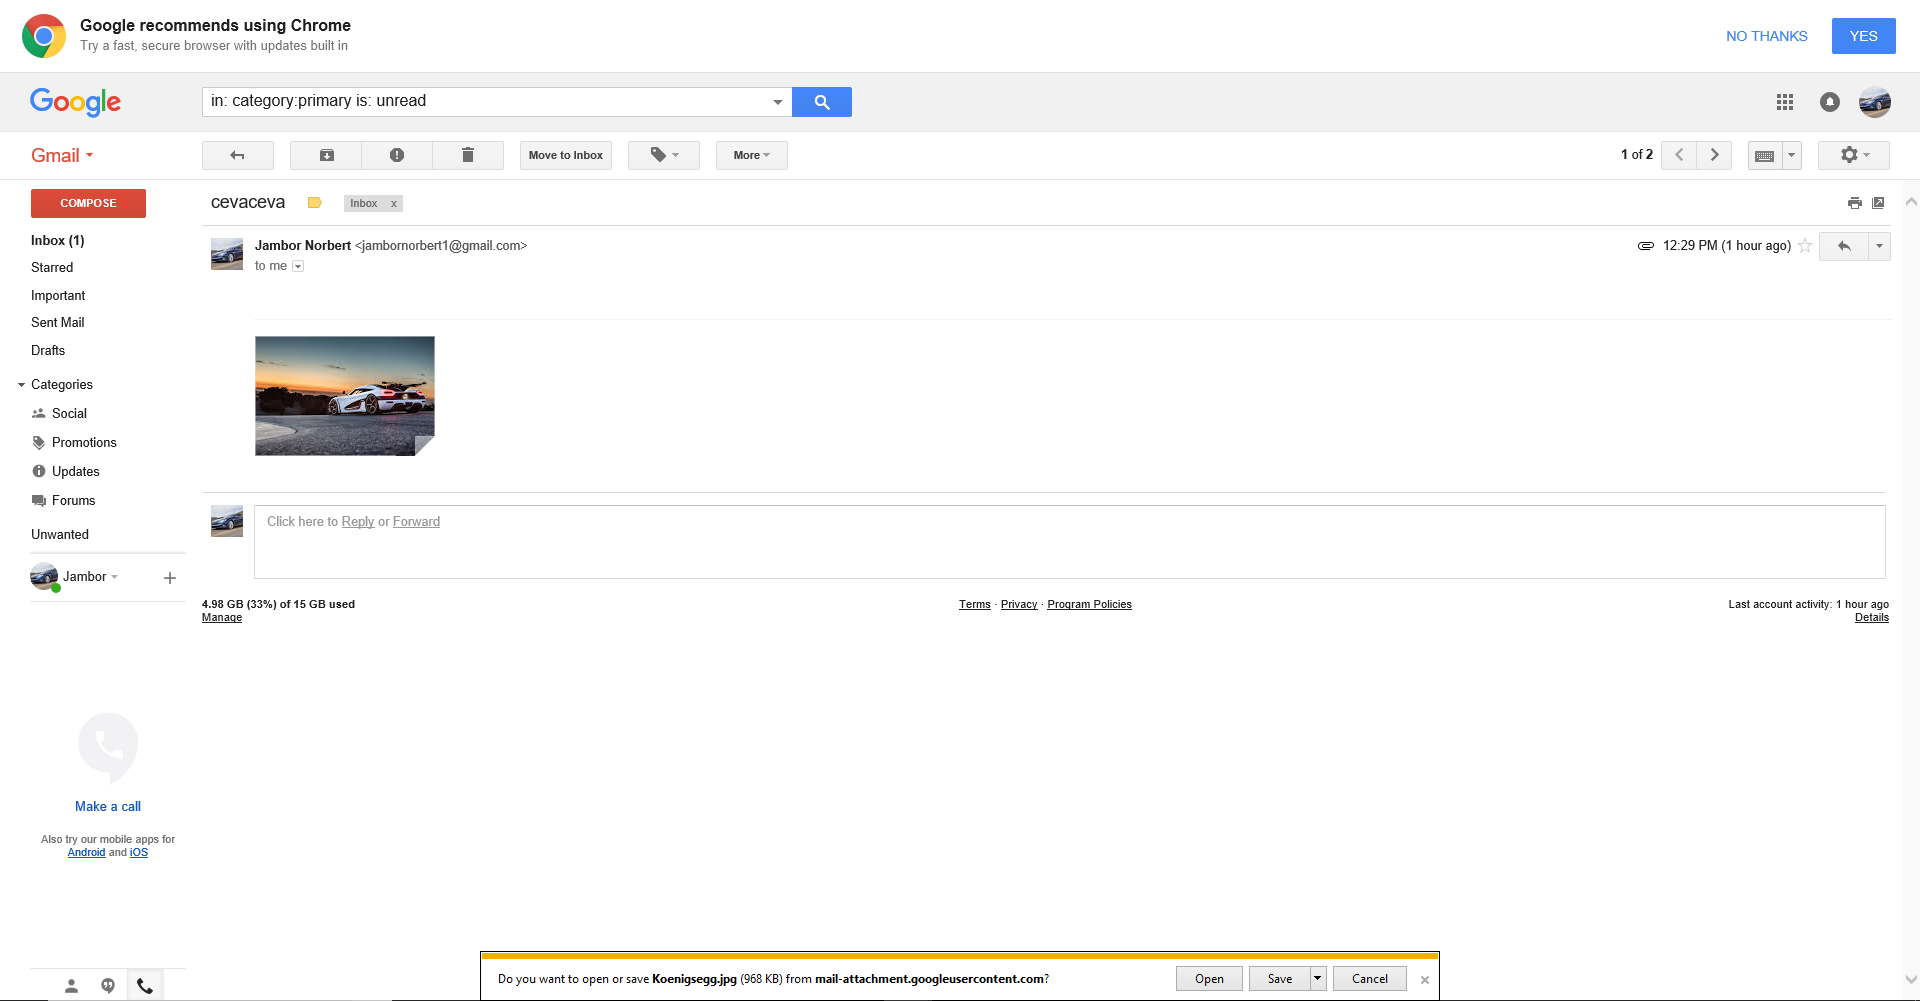 Google recommends using Chrome
Try a fast, secure browser with updates built in
NO THANKS
YES
Google
in: category:primary is: unread
Gmail
Move to Inbox
More
1 of 2
COMPOSE
cevaceva
Inbox x
Inbox (1)
Jambor Norbert <jambornorbert1@gmail.com>
12:29 PM (1 hour ago)
to me
Starred
Important
Sent Mail
Drafts
Categories
Social
Promotions
Updates
Forums
Click here to Reply or Forward
Unwanted
Jambor
4.98 GB (33%) of 15 GB used
Manage
Terms · Privacy · Program Policies
Last account activity: 1 hour ago
Details
Make a call
Also try our mobile apps for
Android and iOS
Do you want to open or save Koenigsegg.jpg (968 KB) from mail-attachment.googleusercontent.com?
Open
Save
Cancel
x